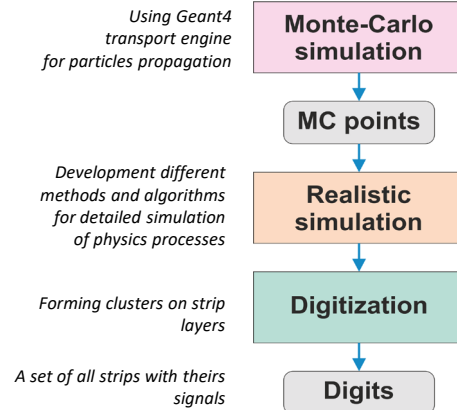 Using Geant4
transport engine
for particles propagation
Monte-Carlo
simulation
MC points
Development different
methods and algorithms
for detailed simulation
of physics processes
Realistic
simulation
Forming clusters on strip
layers
Digitization
A set of all strips with theirs
signals
Digits